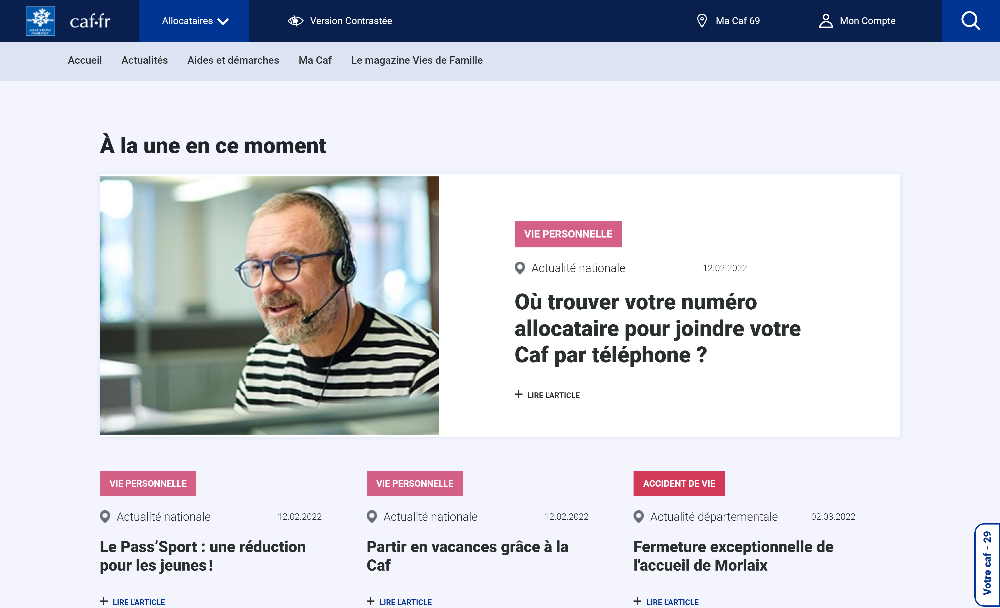 ALLOCATIONS
FAMILIALES
caf·fr
Allocataires
Version Contrastée
Ma Caf 69
Mon Compte
Accueil
Actualités
Aides et démarches
Ma Caf
Le magazine Vies de Famille
À la une en ce moment
VIE PERSONNELLE
Actualité nationale
12.02.2022
Où trouver votre numéro
allocataire pour joindre votre
Caf par téléphone ?
LIRE L'ARTICLE
VIE PERSONNELLE
Actualité nationale
12.02.2022
Le Pass’Sport : une réduction
pour les jeunes !
LIRE L'ARTICLE
VIE PERSONNELLE
Actualité nationale
12.02.2022
Partir en vacances grâce à la
Caf
LIRE L'ARTICLE
ACCIDENT DE VIE
Actualité départementale
02.03.2022
Fermeture exceptionnelle de
l'accueil de Morlaix
LIRE L'ARTICLE
Votre caf - 29